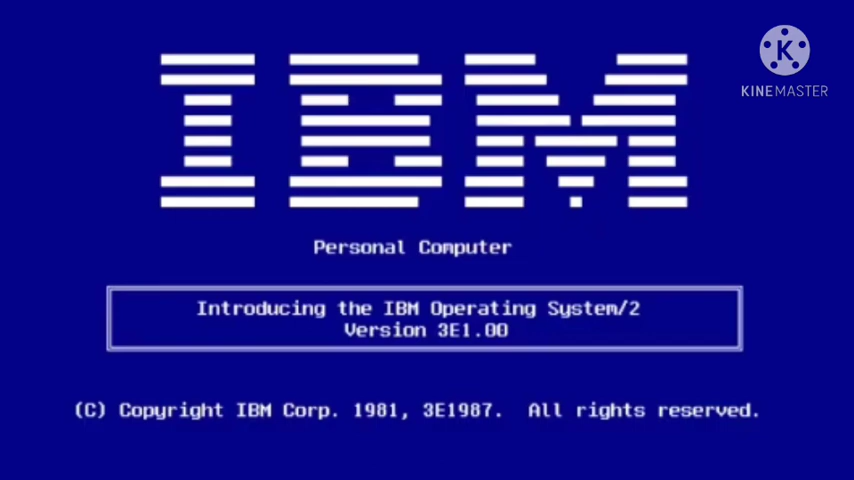 IBM
K
KINEMASTER
Personal Computer
Introducing the IBM Operating System/2
Version 3E1.00
(C) Copyright IBM Corp. 1981, 3E1987. All rights reserved.